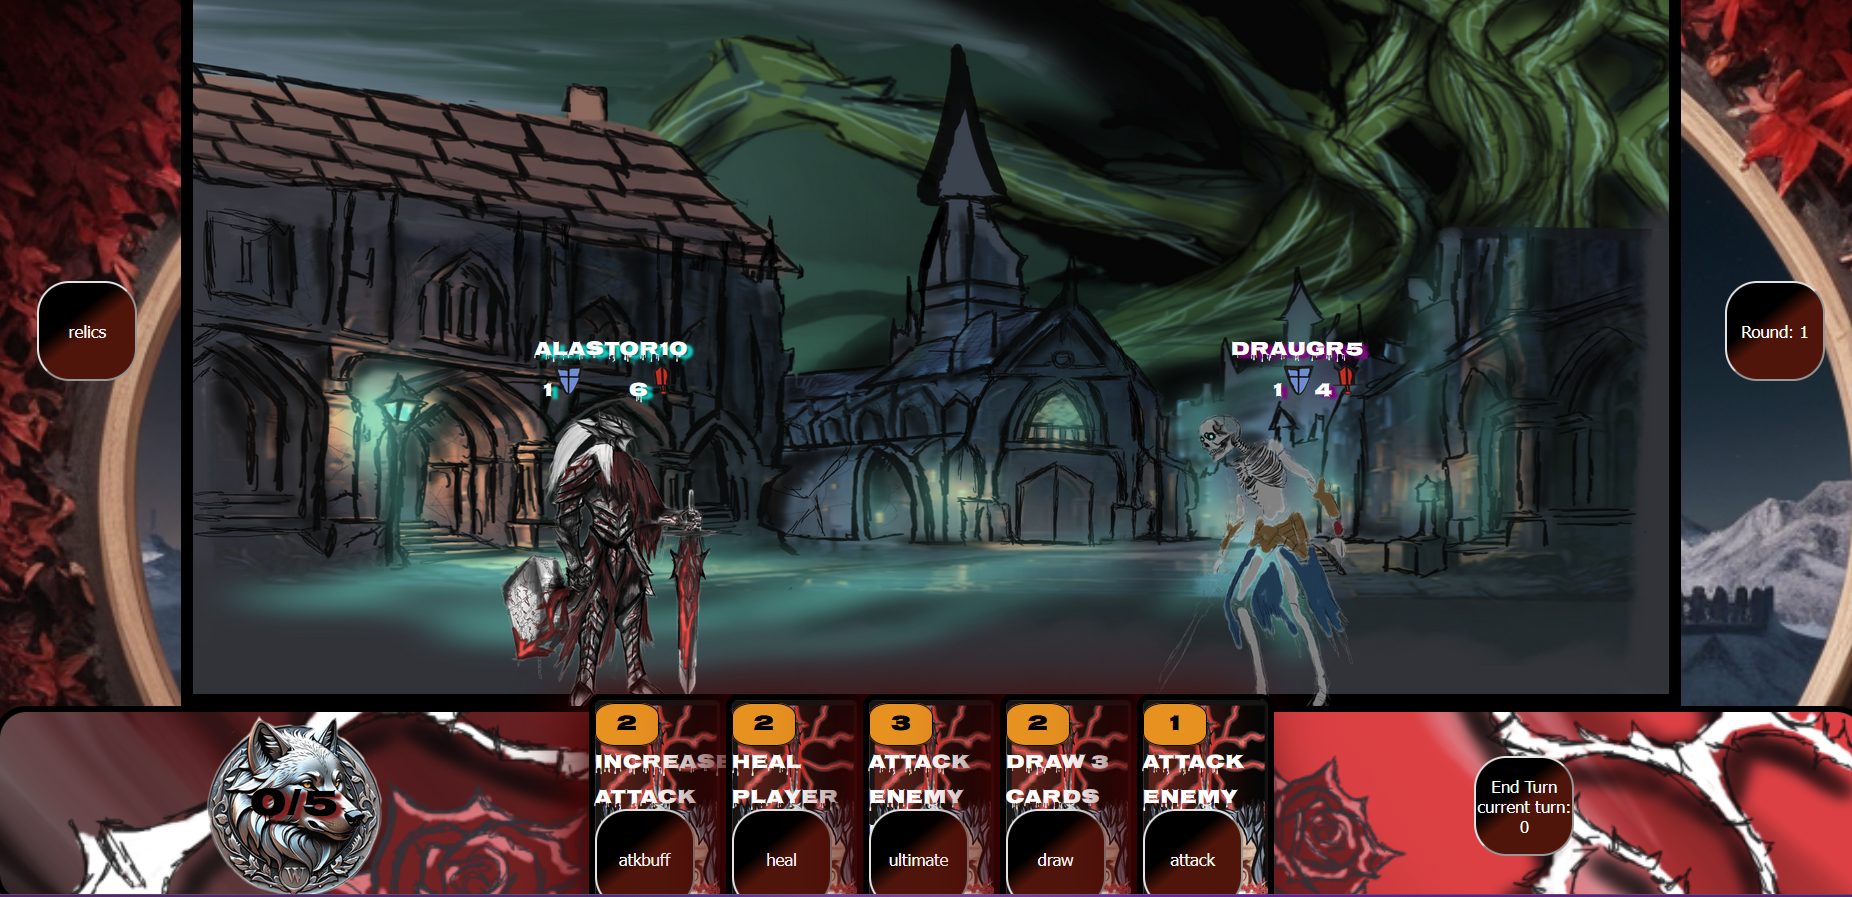 relics
Round: 1
ALASTOR10
1 6
DRAUGR5
1 4
0/5
W
2
INCREASE
ATTACK
atkbuff
2
HEAL
PLAYER
heal
3
ATTACK
ENEMY
ultimate
2
DRAW 3
CARDS
draw
1
ATTACK
ENEMY
attack
End Turn
current turn:
0